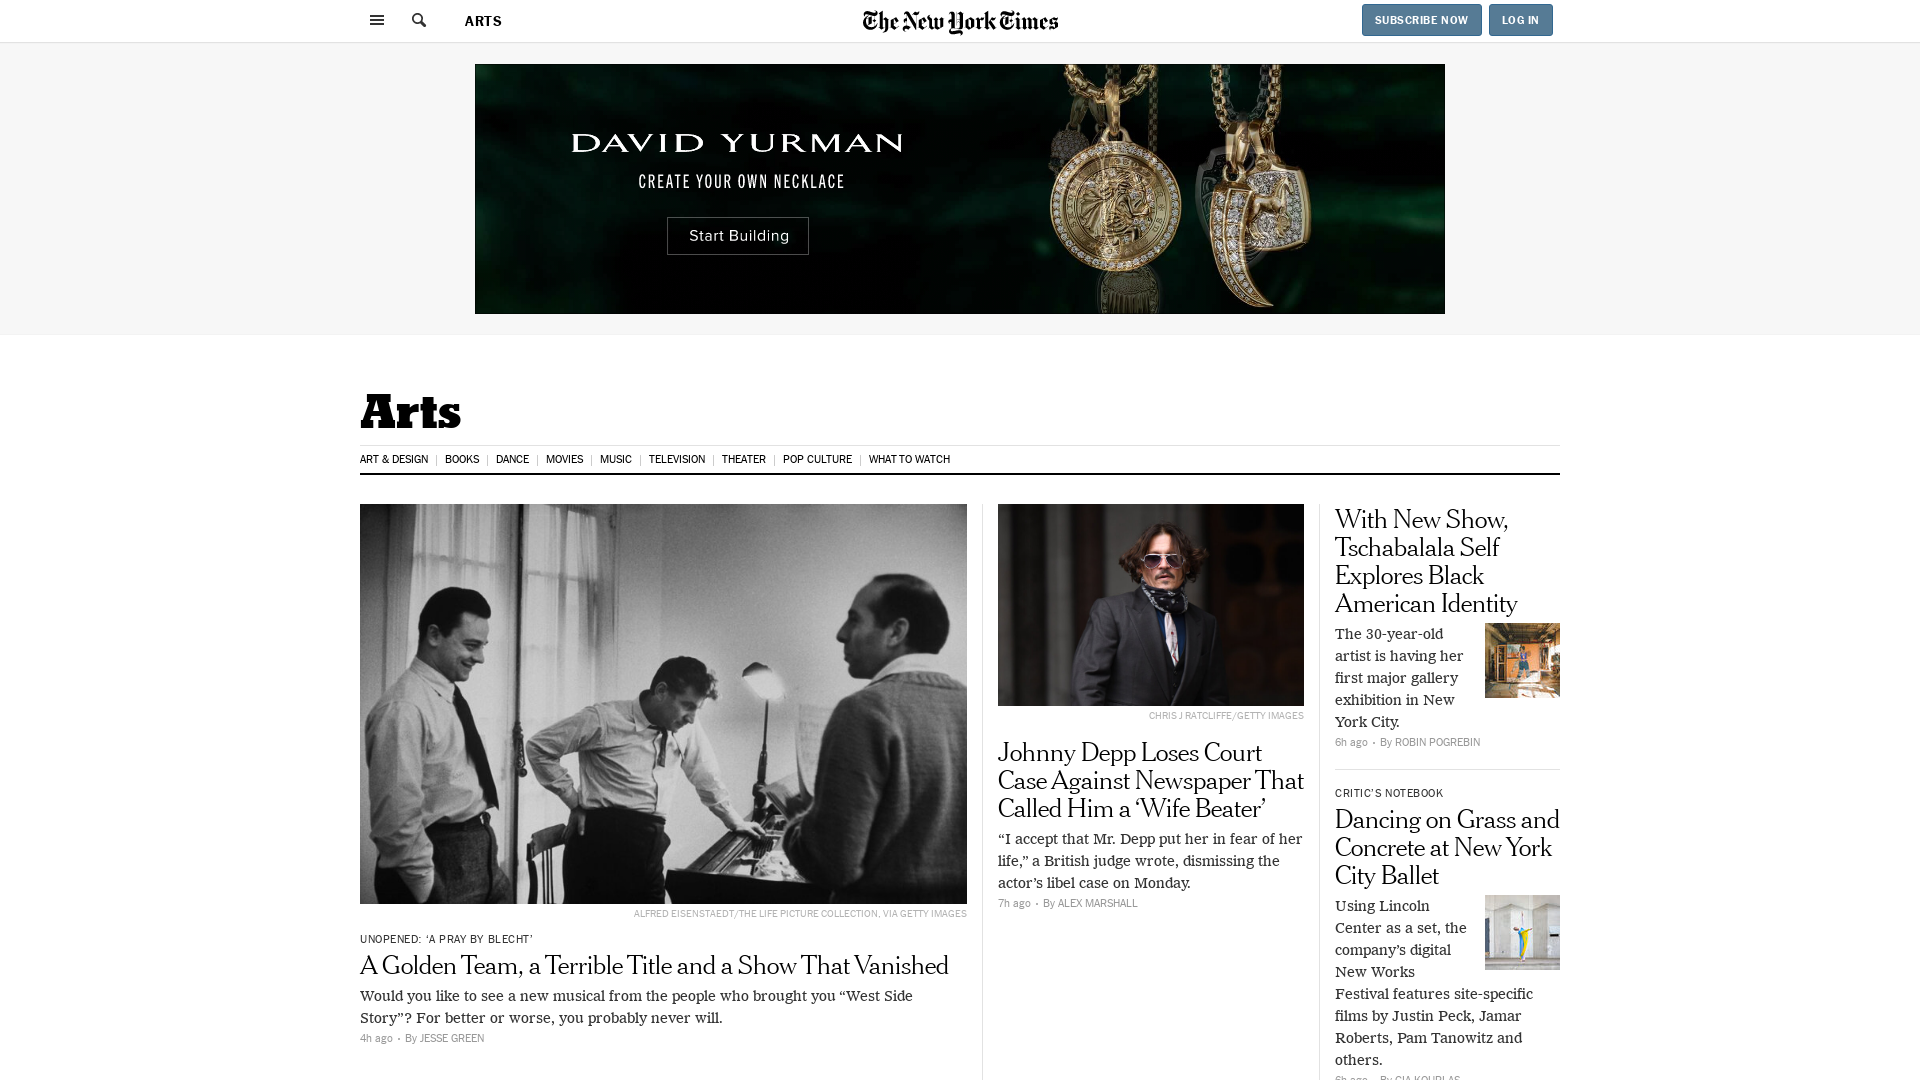 ARTS
The New York Times
SUBSCRIBE NOW
LOG IN
DAVID YURMAN
CREATE YOUR OWN NECKLACE
Start Building
Arts
ART & DESIGN
BOOKS
DANCE
MOVIES
MUSIC
TELEVISION
THEATER
POP CULTURE
WHAT TO WATCH
ALFRED EISENSTAEDT/THE LIFE PICTURE COLLECTION, VIA GETTY IMAGES
UNOPENED: ‘A PRAY BY BLECHT’
A Golden Team, a Terrible Title and a Show That Vanished
Would you like to see a new musical from the people who brought you “West Side
Story”? For better or worse, you probably never will.
4h ago · By JESSE GREEN
CHRIS J RATCLIFFE/GETTY IMAGES
Johnny Depp Loses Court
Case Against Newspaper That
Called Him a ‘Wife Beater’
“I accept that Mr. Depp put her in fear of her
life,” a British judge wrote, dismissing the
actor’s libel case on Monday.
7h ago · By ALEX MARSHALL
With New Show,
Tschabalala Self
Explores Black
American Identity
The 30-year-old
artist is having her
first major gallery
exhibition in New
York City.
6h ago · By ROBIN POGREBIN
CRITIC’S NOTEBOOK
Dancing on Grass and
Concrete at New York
City Ballet
Using Lincoln
Center as a set, the
company’s digital
New Works
Festival features site-specific
films by Justin Peck, Jamar
Roberts, Pam Tanowitz and
others.
6h ago · By GIA KOURLAS